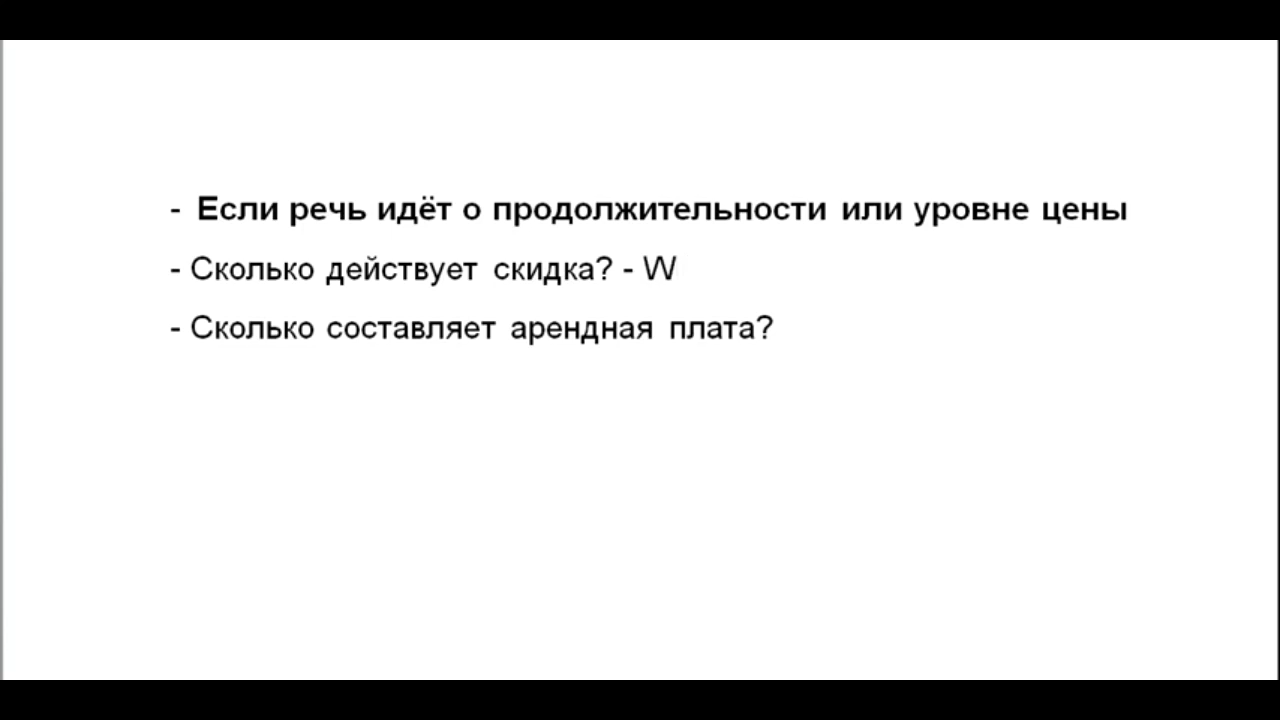 - Если речь идёт о продолжительности или уровне цены
- Сколько действует скидка? - W
- Сколько составляет арендная плата?